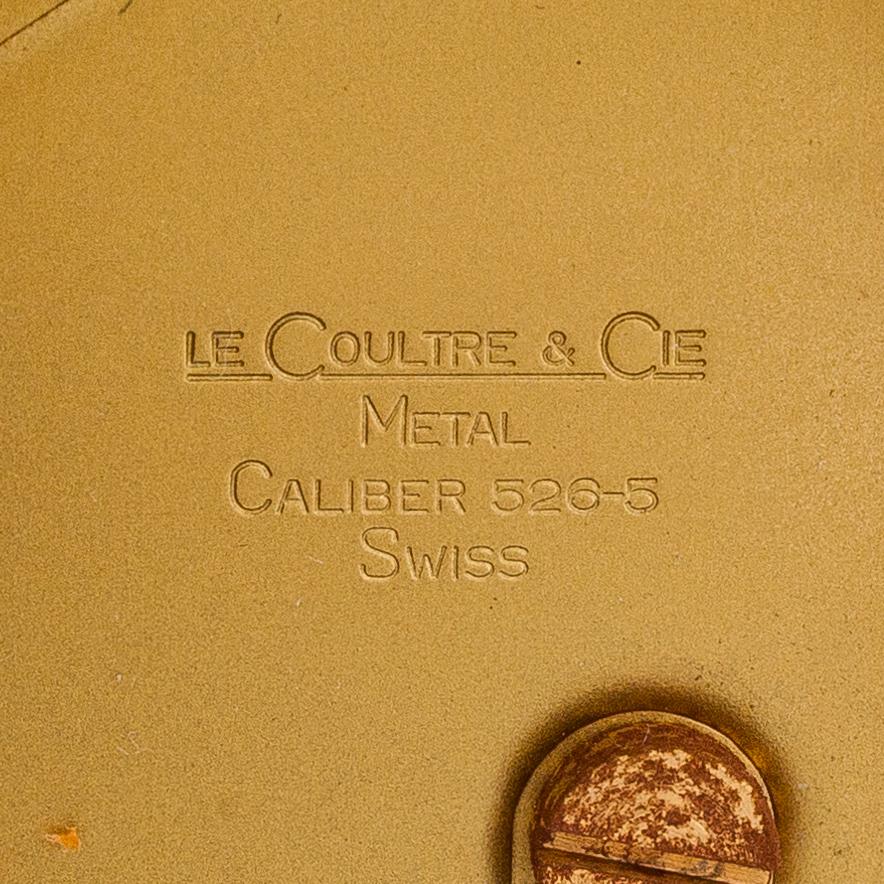 LE COULTRE & CIE
METAL
CALIBER 526-5
SWISS